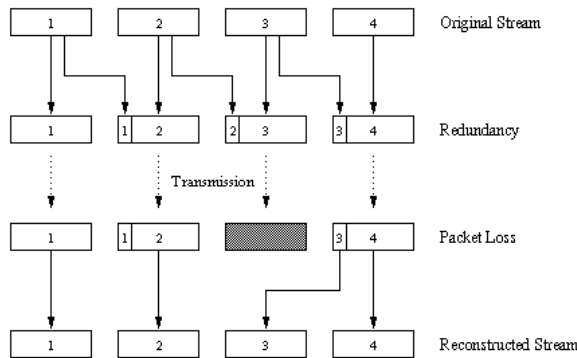 1 2 3 4 Original Stream
1 1 2 2 3 3 4 Redundancy
Transmission
1 1 2 3 4 Packet Loss
1 2 3 4 Reconstructed Stream